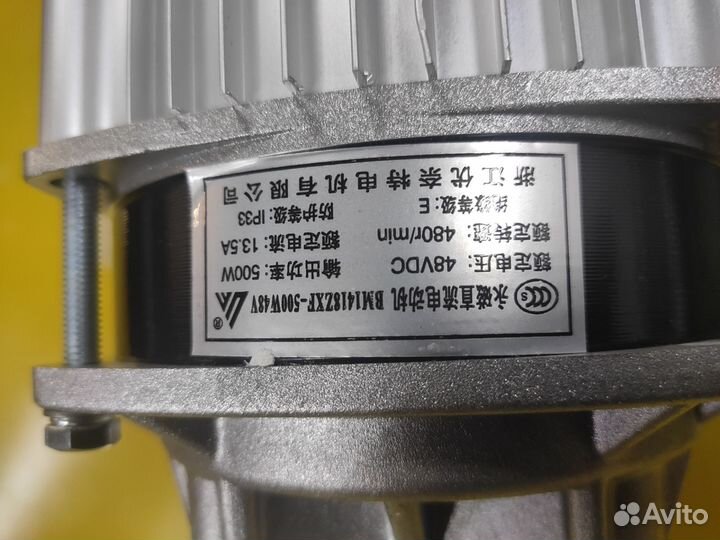 CCC S 永磁直流电动机 BM1418ZXF-500W48V ®
额定电压: 48VDC 输出功率: 500W
额定转速: 480r/min 额定电流: 13.5A
绝缘等级: E 防护等级: IP33
浙江优奈特电机有限公司
Avito